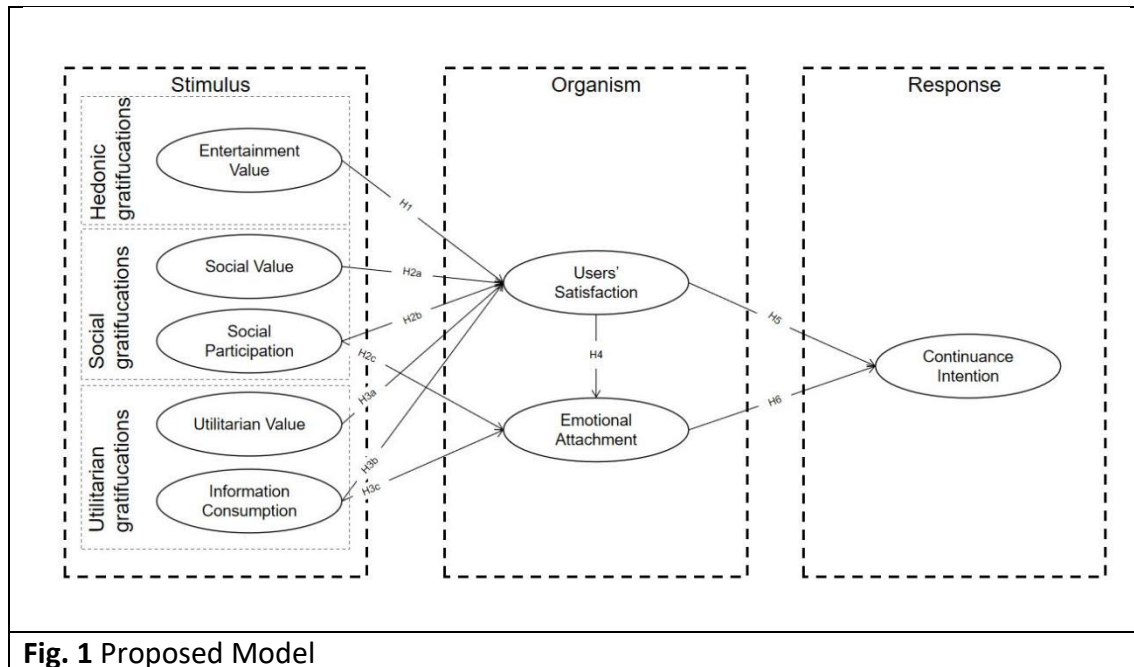 Stimulus
Organism
Response
Hedonic
gratifucations
Entertainment
Value
H1
Social
gratifucations
Social Value
H2a
Social
Participation
H2b
H2c
Utilitarian
gratifucations
Utilitarian Value
H3a
Information
Consumption
H3b
H3c
Users'
Satisfaction
H4
Emotional
Attachment
H5
H6
Continuance
Intention
Fig. 1 Proposed Model